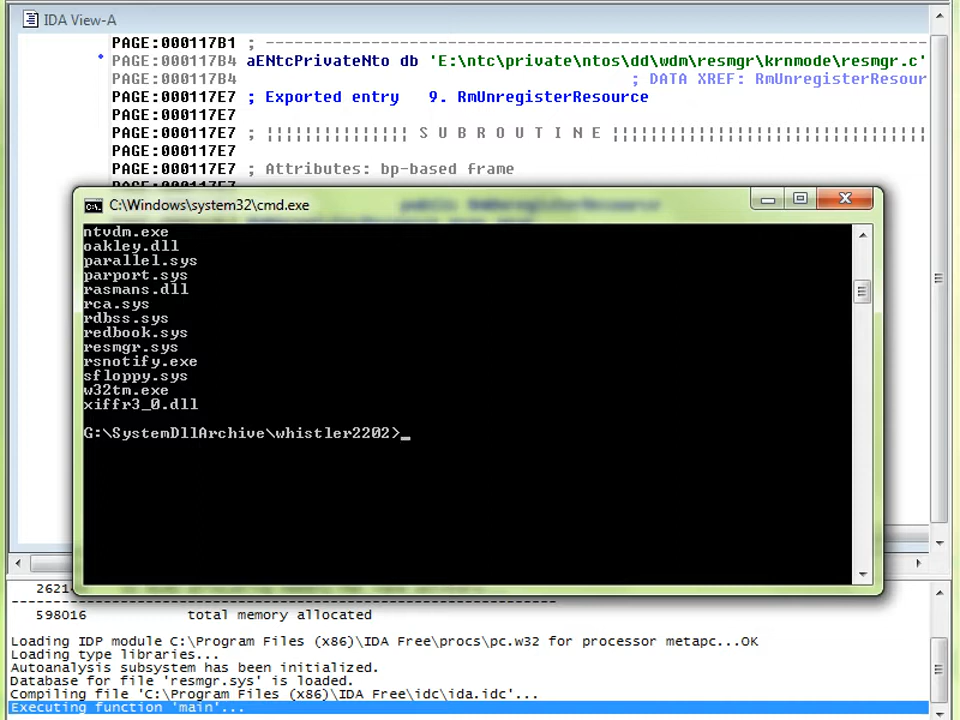 IDA View-A
PAGE:000117B1 ; ---------------------------------------------------------------------------
PAGE:000117B4 aENtcPrivateNto db 'E:\ntc\private\ntos\dd\wdm\resmgr\krnmode\resmgr.c'
PAGE:000117B4 ; DATA XREF: RmUnregisterResour
PAGE:000117E7 ; Exported entry 9. RmUnregisterResource
PAGE:000117E7
PAGE:000117E7 ; ¦¦¦¦¦¦¦¦¦¦¦¦¦¦¦ S U B R O U T I N E ¦¦¦¦¦¦¦¦¦¦¦¦¦¦¦¦¦¦¦¦¦¦¦¦¦¦¦¦¦¦¦¦¦
PAGE:000117E7
PAGE:000117E7 ; Attributes: bp-based frame
PAGE:000117E7
C:\Windows\system32\cmd.exe
ntvdm.exe
oakley.dll
parallel.sys
parport.sys
rasmans.dll
rca.sys
rdbss.sys
redbook.sys
resmgr.sys
rsnotify.exe
sfloppy.sys
w32tm.exe
xiffr3_0.dll
G:\SystemDllArchive\whistler2202>_
2621
-----------------------------------------------------------------
598016 total memory allocated
Loading IDP module C:\Program Files (x86)\IDA Free\procs\pc.w32 for processor metapc...OK
Loading type libraries...
Autoanalysis subsystem has been initialized.
Database for file 'resmgr.sys' is loaded.
Compiling file 'C:\Program Files (x86)\IDA Free\idc\ida.idc'...
Executing function 'main'...